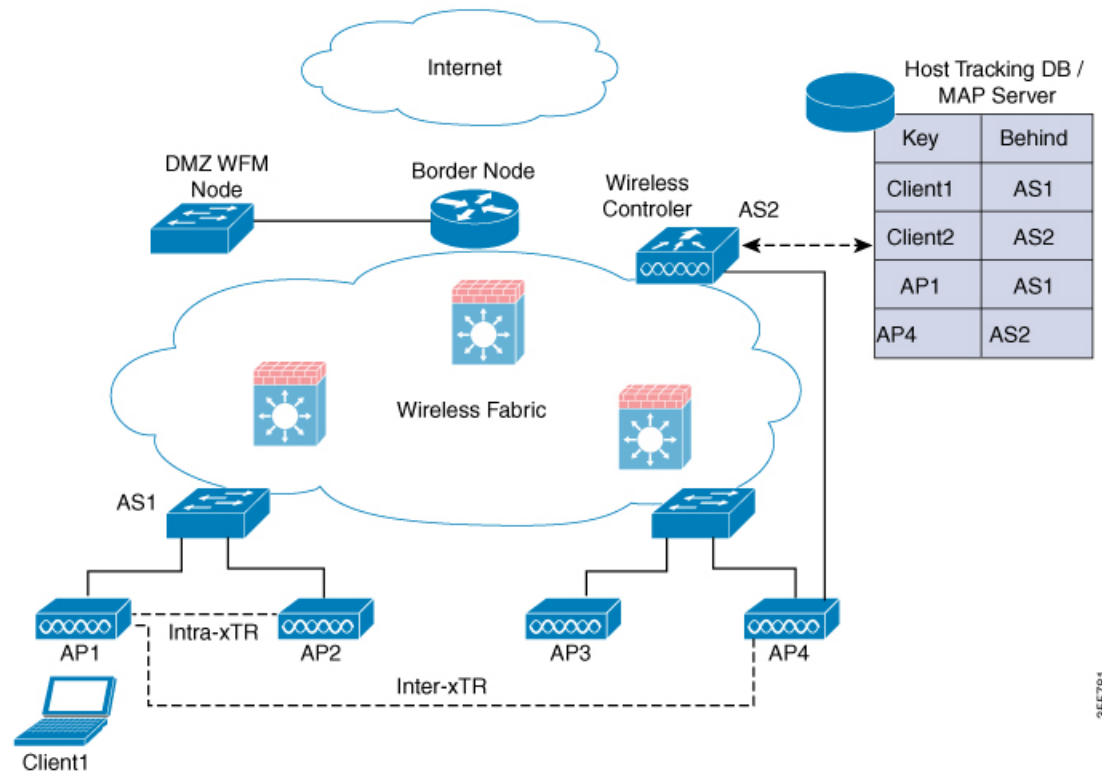 Internet
Host Tracking DB /
MAP Server
Key Behind
Client1 AS1
Client2 AS2
AP1 AS1
AP4 AS2
DMZ WFM
Node
Border Node
Wireless
Controler
AS2
Wireless Fabric
AS1
AP1
Intra-xTR
AP2
AP3
AP4
Inter-xTR
Client1
355781